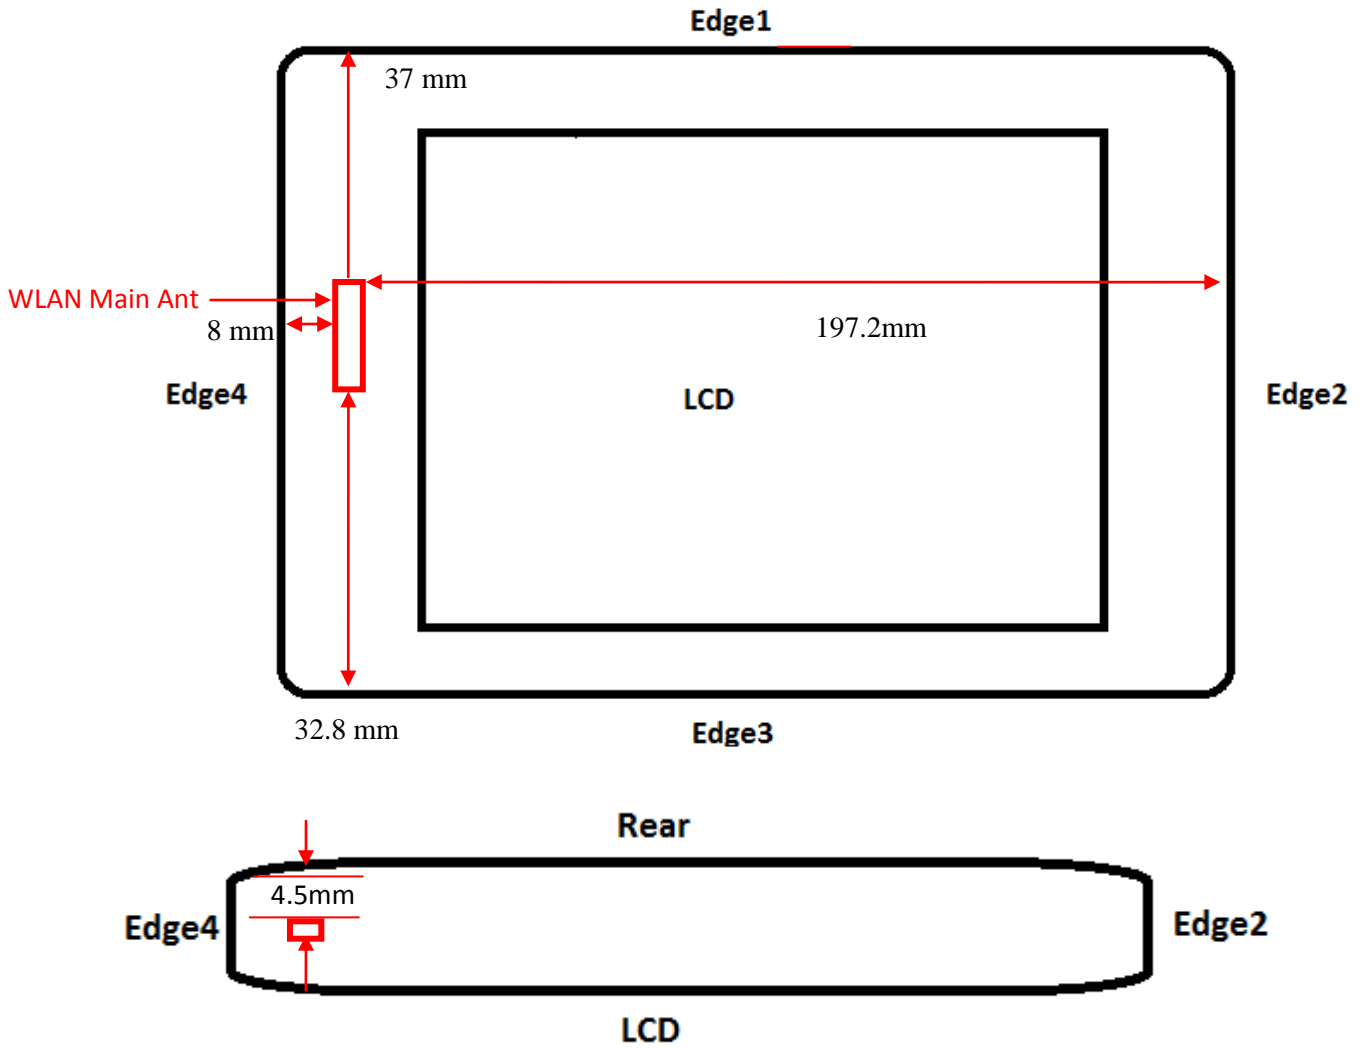 Edge1
37 mm
WLAN Main Ant
8 mm
197.2mm
Edge4
LCD
Edge2
32.8 mm
Edge3
Rear
4.5mm
Edge4
Edge2
LCD